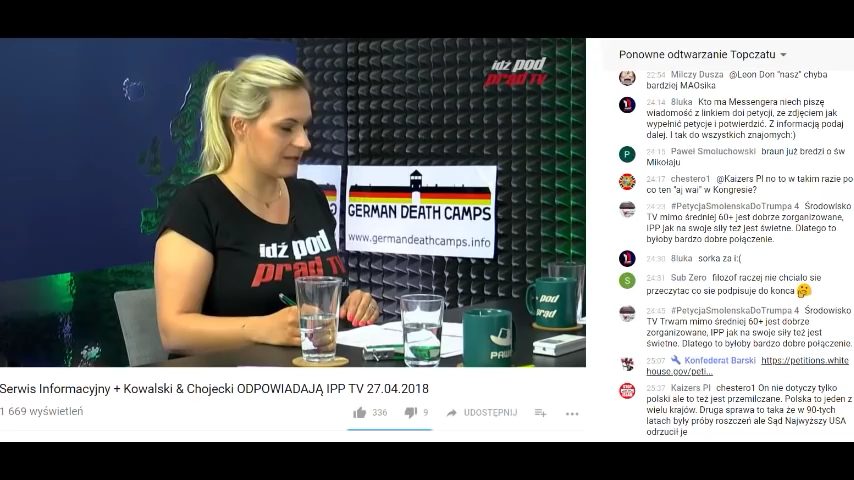 idź pod
prąd TV
GERMAN DEATH CAMPS
www.germandeathcamps.info
idź pod
prąd TV
idź pod
prąd
PAW
Serwis Informacyjny + Kowalski & Chojecki ODPOWIADAJĄ IPP TV 27.04.2018
1 669 wyświetleń
336
9
UDOSTĘPNIJ
Ponowne odtwarzanie Topczatu
22:54 Milczy Dusza @Leon Don "nasz" chyba
bardziej MAOsika
24:14 8luka Kto ma Messengera niech piszę
wiadomość z linkiem doi petycji, ze zdjęciem jak
wypełnić petycje i potwierdzić. Z informacją podaj
dalej. I tak do wszystkich znajomych:)
P
24:15 Paweł Smoluchowski braun już bredzi o św
Mikołaju
24:17 chestero1 @Kaizers Pl no to w takim razie po
co ten "aj wai" w Kongresie?
24:23 #PetycjaSmolenskaDoTrumpa 4 Środowisko
TV mimo średniej 60+ jest dobrze zorganizowane,
IPP jak na swoje siły też jest świetne. Dlatego to
byłoby bardzo dobre połączenie.
24:30 8luka sorka za i:(
S
24:31 Sub Zero filozof raczej nie chciało sie
przeczytac co sie podpisuje do konca
24:45 #PetycjaSmolenskaDoTrumpa 4 Środowisko
TV Trwam mimo średniej 60+ jest dobrze
zorganizowane, IPP jak na swoje siły też jest
świetne. Dlatego to byłoby bardzo dobre połączenie.
25:07 Konfederat Barski https://petitions.white
house.gov/peti...
25:37 Kaizers Pl chestero1 On nie dotyczy tylko
polski ale to też jest przemilczane. Polska to jeden z
wielu krajów. Druga sprawa to taka że w 90-tych
latach były próby roszczeń ale Sąd Najwyższy USA
odrzucił je